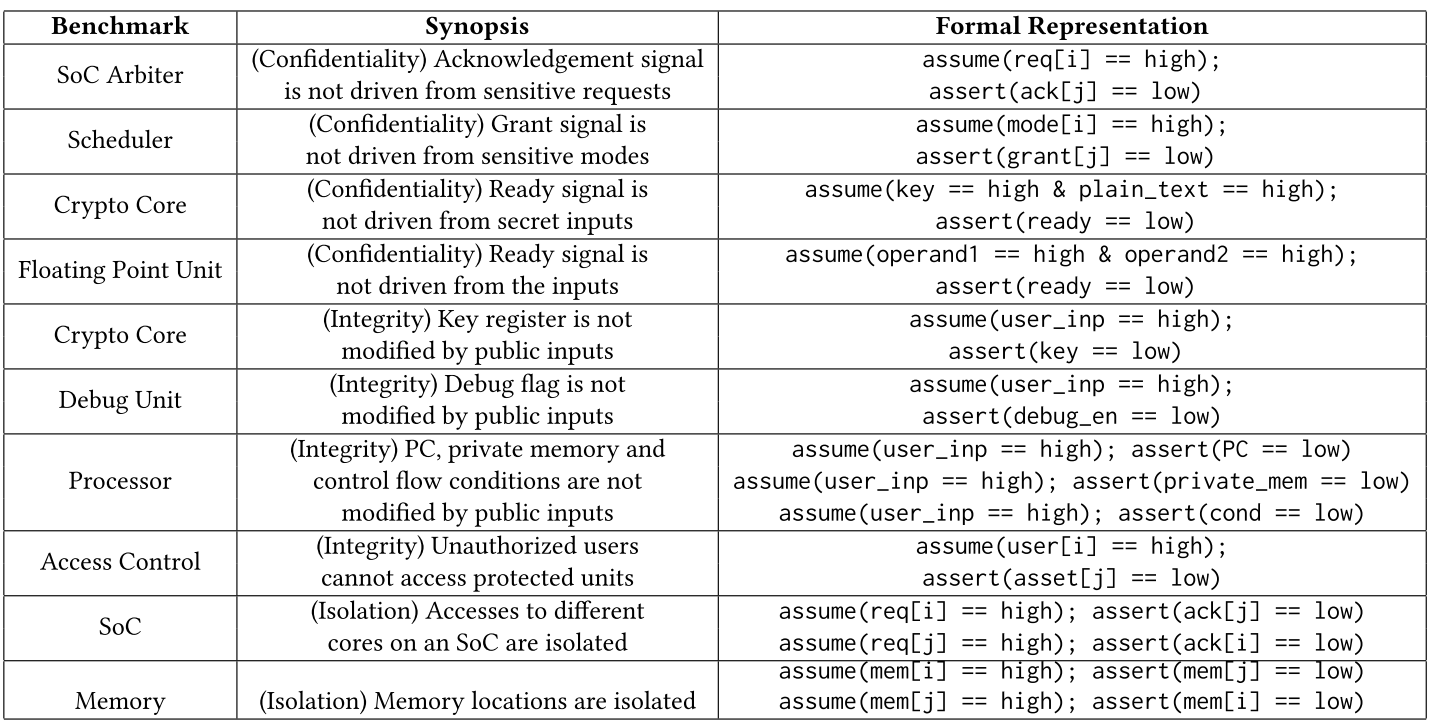 Benchmark Synopsis Formal Representation
SoC Arbiter
(Confidentiality) Acknowledgement signal
is not driven from sensitive requests
assume(req[i] == high);
assert(ack[j] == low)
Scheduler
(Confidentiality) Grant signal is
not driven from sensitive modes
assume(mode[i] == high);
assert(grant[j] == low)
Crypto Core
(Confidentiality) Ready signal is
not driven from secret inputs
assume(key == high & plain_text == high);
assert(ready == low)
Floating Point Unit
(Confidentiality) Ready signal is
not driven from the inputs
assume(operand1 == high & operand2 == high);
assert(ready == low)
Crypto Core
(Integrity) Key register is not
modified by public inputs
assume(user_inp == high);
assert(key == low)
Debug Unit
(Integrity) Debug flag is not
modified by public inputs
assume(user_inp == high);
assert(debug_en == low)
Processor
(Integrity) PC, private memory and
control flow conditions are not
modified by public inputs
assume(user_inp == high); assert(PC == low)
assume(user_inp == high); assert(private_mem == low)
assume(user_inp == high); assert(cond == low)
Access Control
(Integrity) Unauthorized users
cannot access protected units
assume(user[i] == high);
assert(asset[j] == low)
SoC
(Isolation) Accesses to different
cores on an SoC are isolated
assume(req[i] == high); assert(ack[j] == low)
assume(req[j] == high); assert(ack[i] == low)
Memory
(Isolation) Memory locations are isolated
assume(mem[i] == high); assert(mem[j] == low)
assume(mem[j] == high); assert(mem[i] == low)